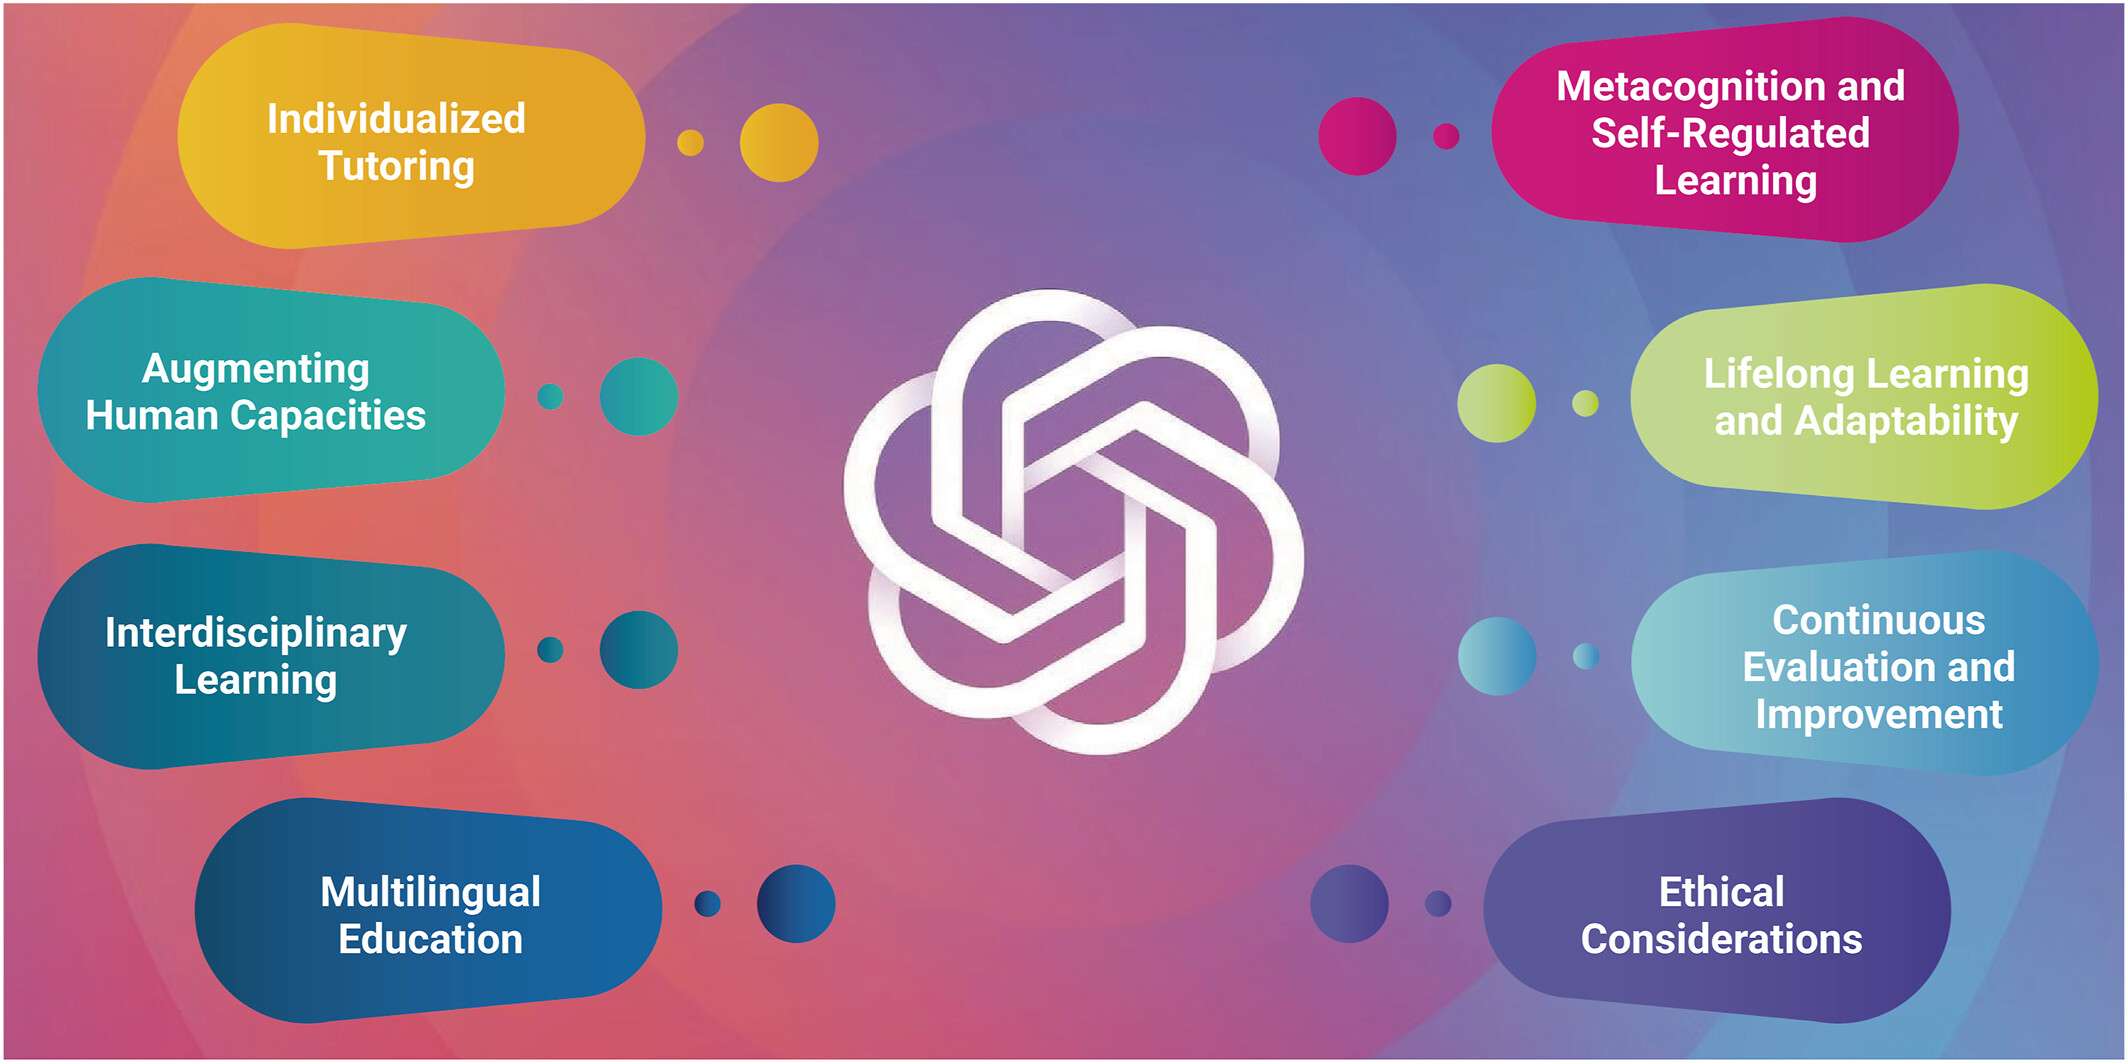 Individualized
Tutoring
Augmenting
Human Capacities
Interdisciplinary
Learning
Multilingual
Education
Metacognition and
Self-Regulated
Learning
Lifelong Learning
and Adaptability
Continuous
Evaluation and
Improvement
Ethical
Considerations